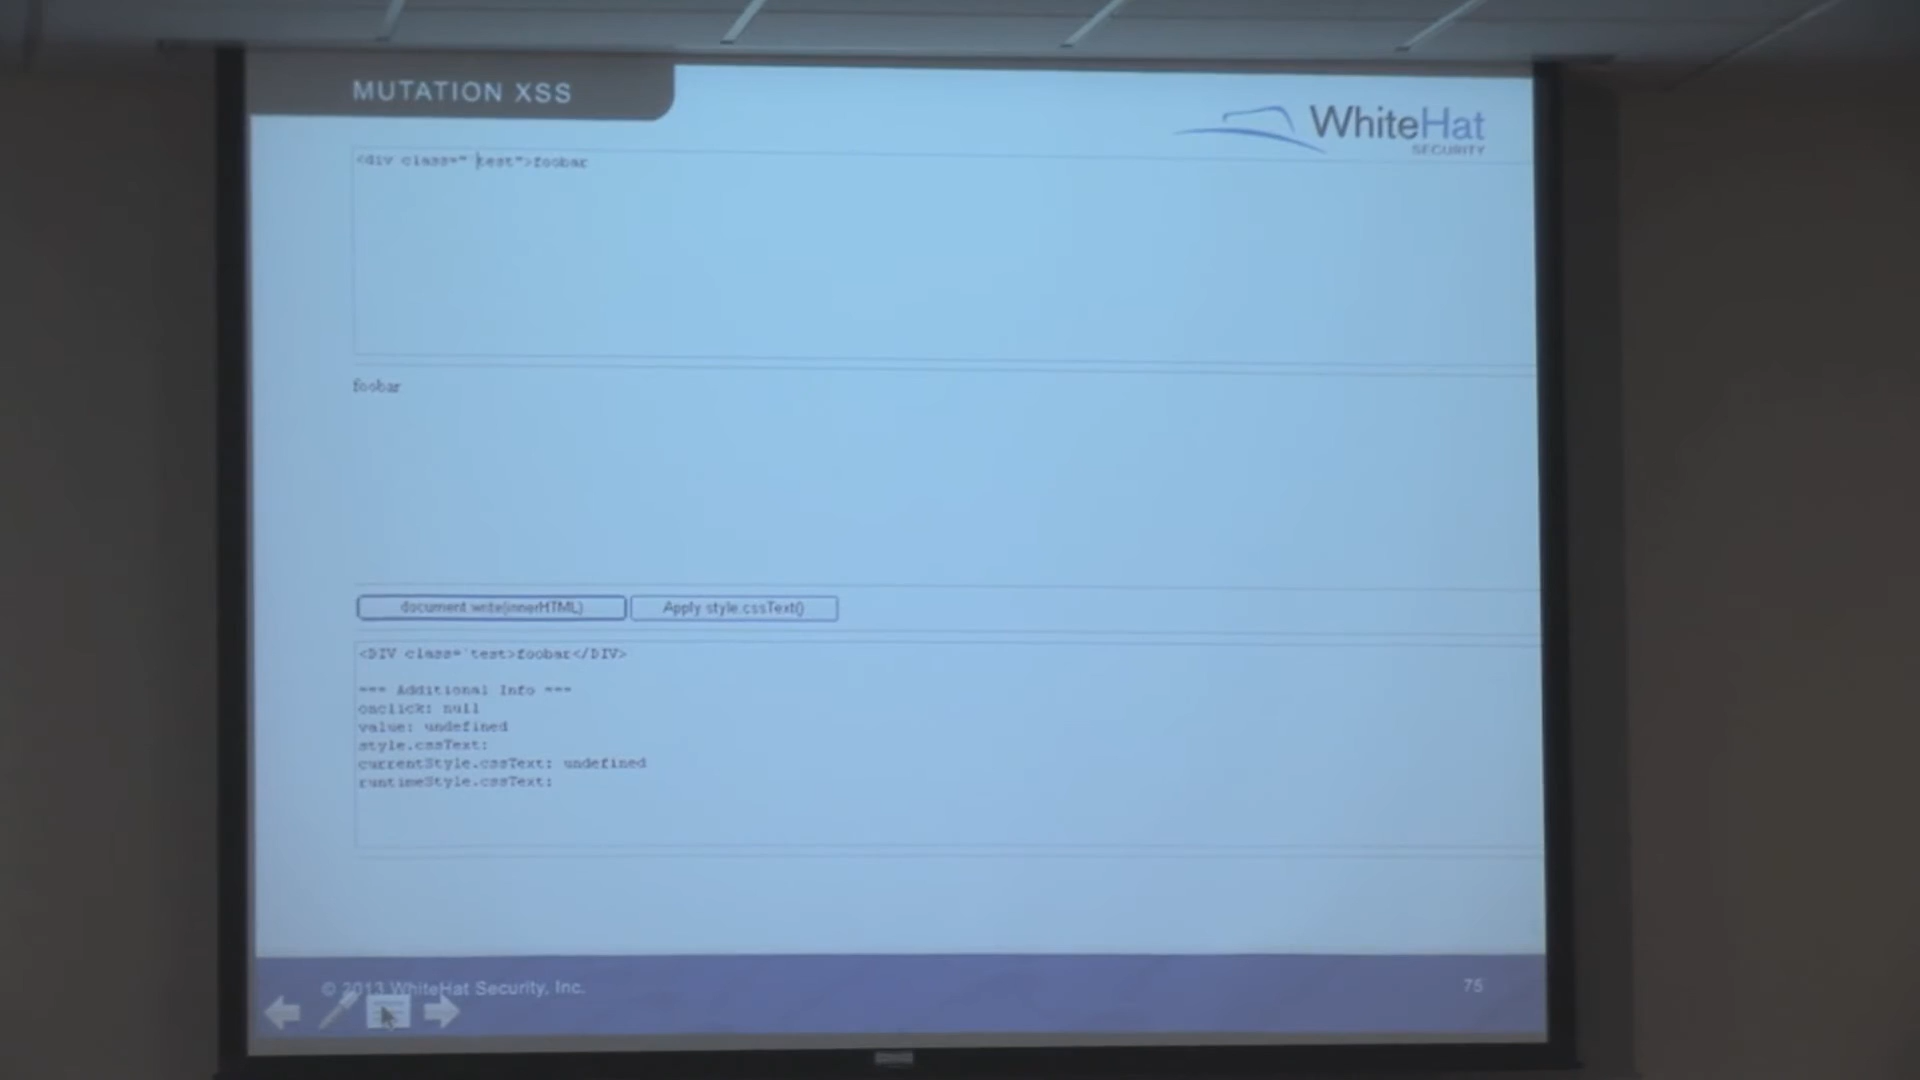 MUTATION XSS
WhiteHat
SECURITY
<div class="`test">foobar
foobar
document.write(innerHTML)
Apply style.cssText()
<DIV class=`test>foobar</DIV>
=== Additional Info ===
onclick: null
value: undefined
style.cssText:
currentStyle.cssText: undefined
runtimeStyle.cssText:
© 2013 WhiteHat Security, Inc.
75